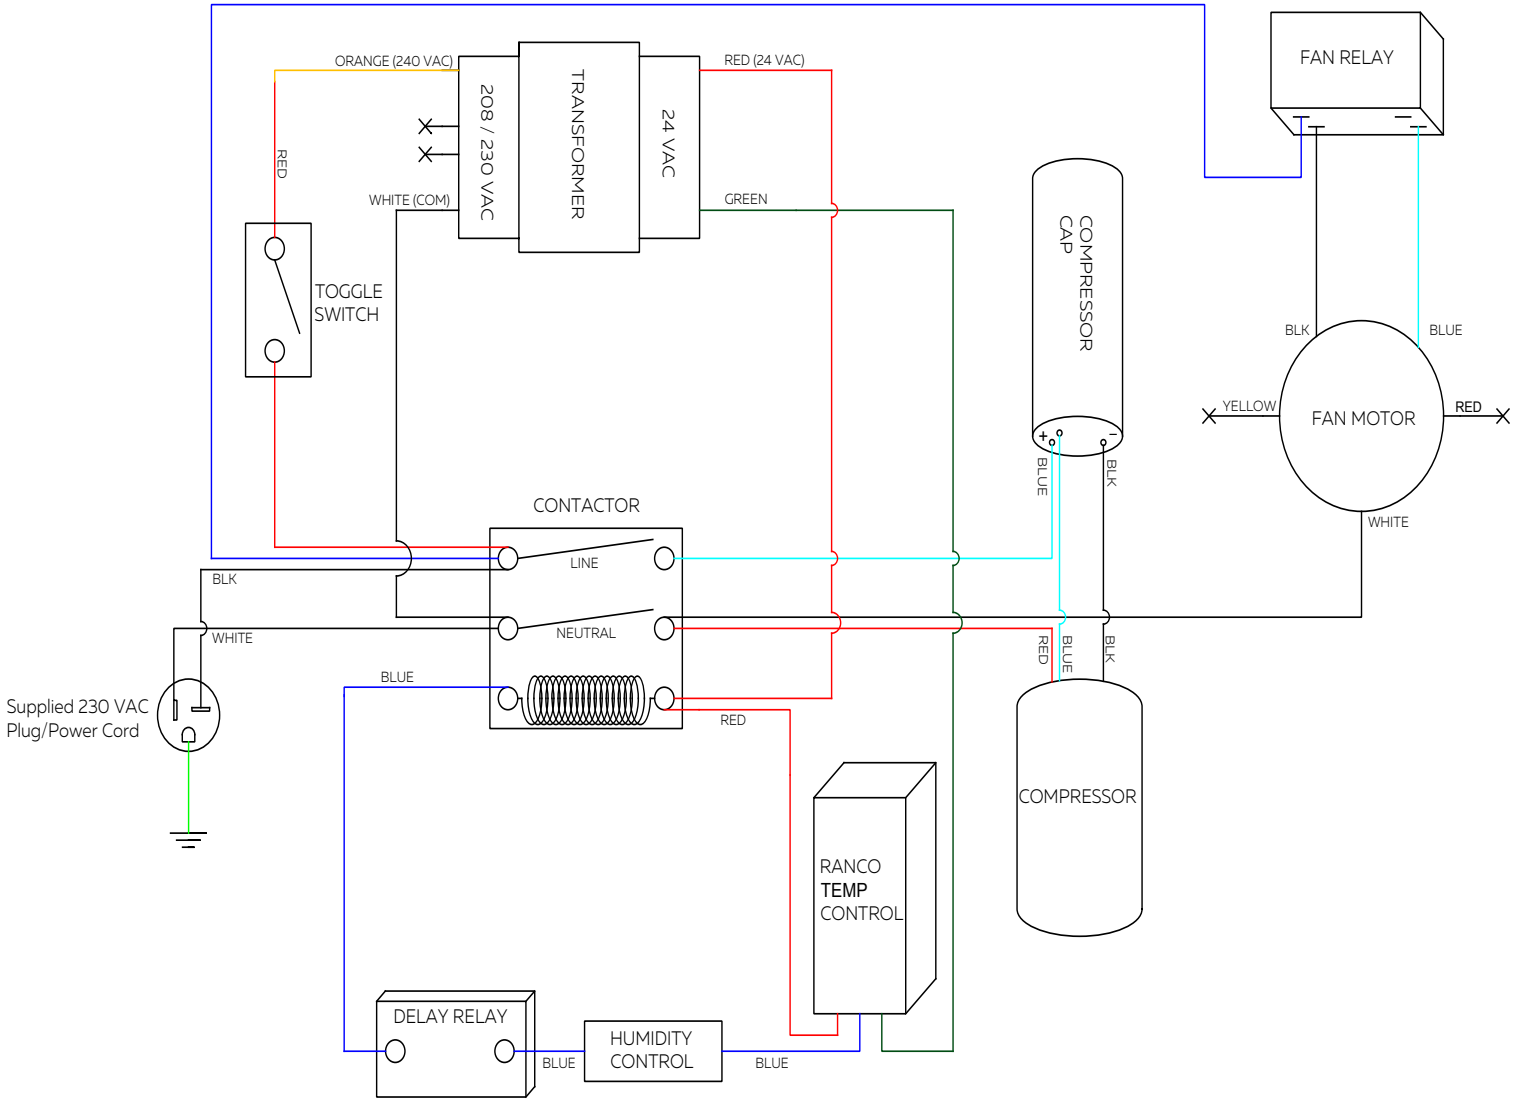 ORANGE (240 VAC)
RED (24 VAC)
FAN RELAY
208 / 230 VAC
TRANSFORMER
24 VAC
RED
WHITE (COM)
GREEN
COMPRESSOR
CAP
TOGGLE
SWITCH
BLK
BLUE
YELLOW
FAN MOTOR
RED
+
–
BLUE
BLK
CONTACTOR
WHITE
LINE
BLK
NEUTRAL
WHITE
RED
BLUE
BLK
BLUE
Supplied 230 VAC
Plug/Power Cord
RED
COMPRESSOR
RANCO
TEMP
CONTROL
DELAY RELAY
HUMIDITY
CONTROL
BLUE
BLUE